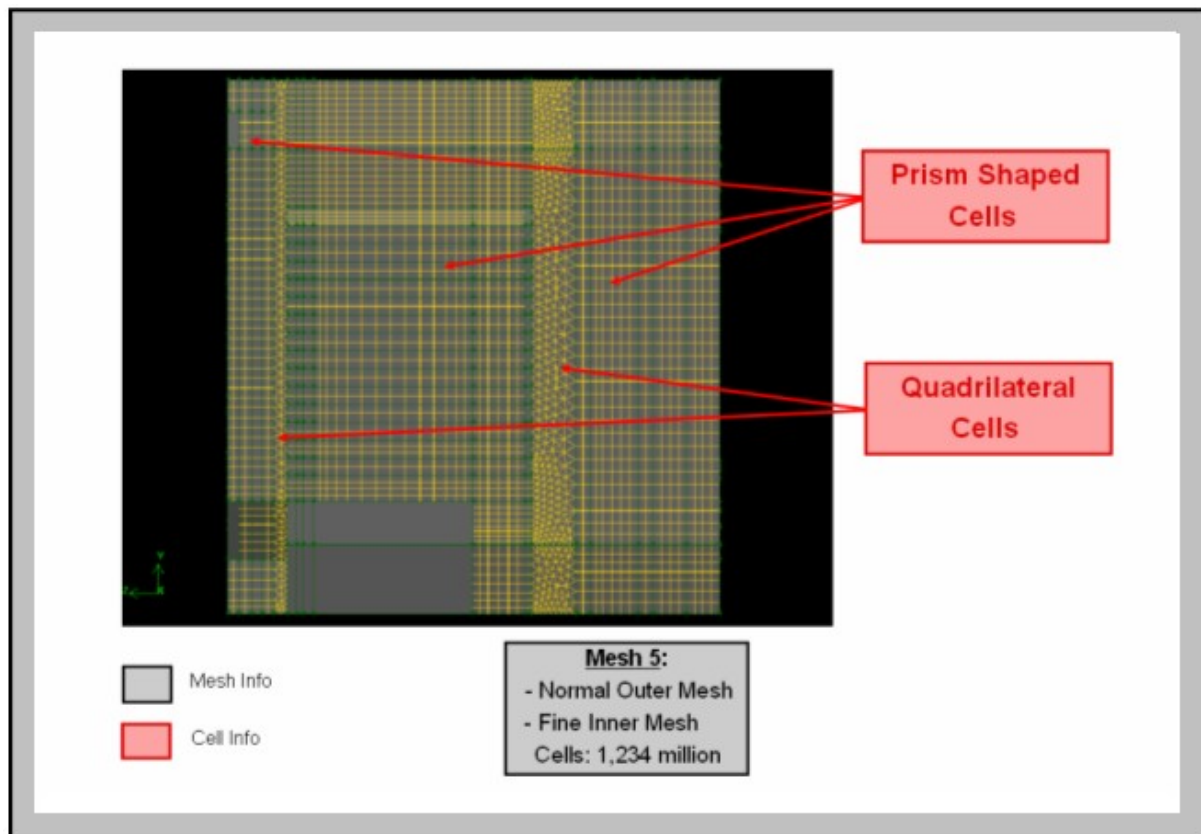 Prism Shaped
Cells
Quadrilateral
Cells
Y
Z
X
Mesh Info
Cell Info
Mesh 5:
- Normal Outer Mesh
- Fine Inner Mesh
Cells: 1,234 million